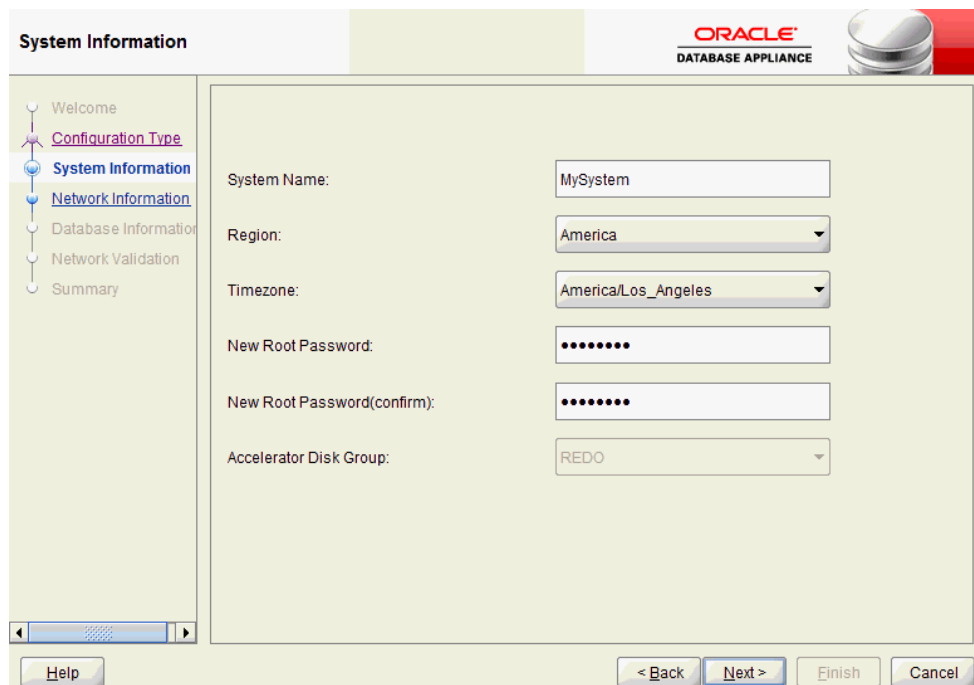 System Information
ORACLE
DATABASE APPLIANCE
Welcome
Configuration Type
System Information
Network Information
Database Information
Network Validation
Summary
System Name: MySystem
Region: America
Timezone: America/Los_Angeles
New Root Password: ••••••••
New Root Password(confirm): ••••••••
Accelerator Disk Group: REDO
Help < Back Next > Finish Cancel